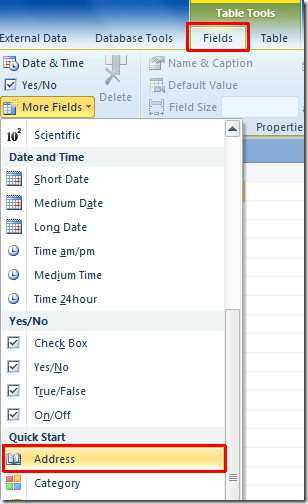 Table Tools
External Data Database Tools Fields Table
Date & Time Name & Caption
Yes/No Default Value
More Fields Delete Field Size
Properties
10² Scientific
Date and Time
Short Date
Medium Date
Long Date
Time am/pm
Medium Time
Time 24hour
Yes/No
Check Box
Yes/No
True/False
On/Off
Quick Start
Address
Category